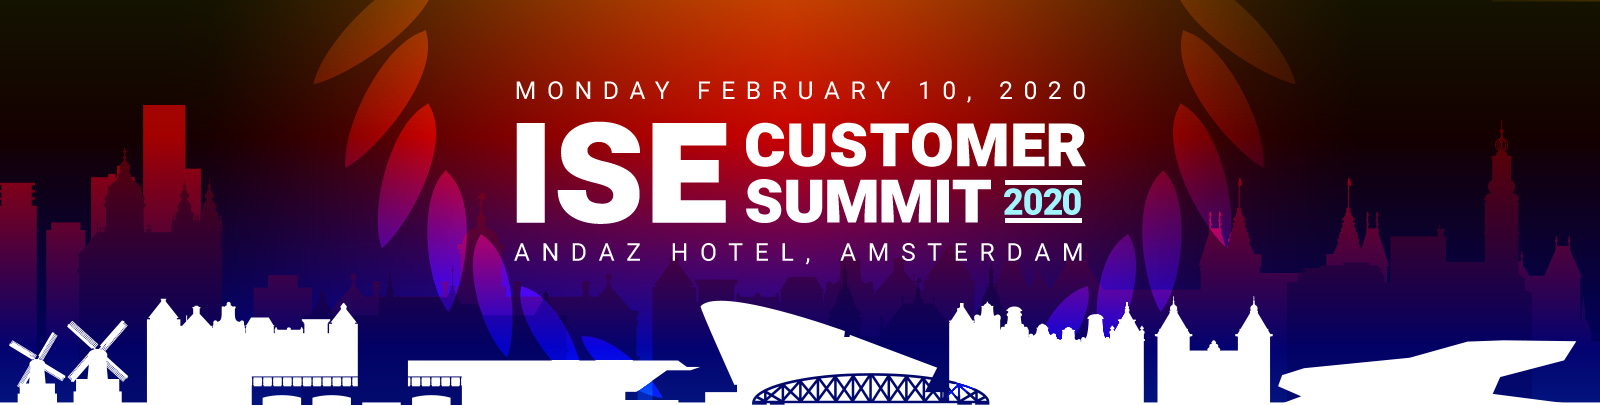 MONDAY FEBRUARY 10, 2020
ISE CUSTOMER
SUMMIT 2020
ANDAZ HOTEL, AMSTERDAM